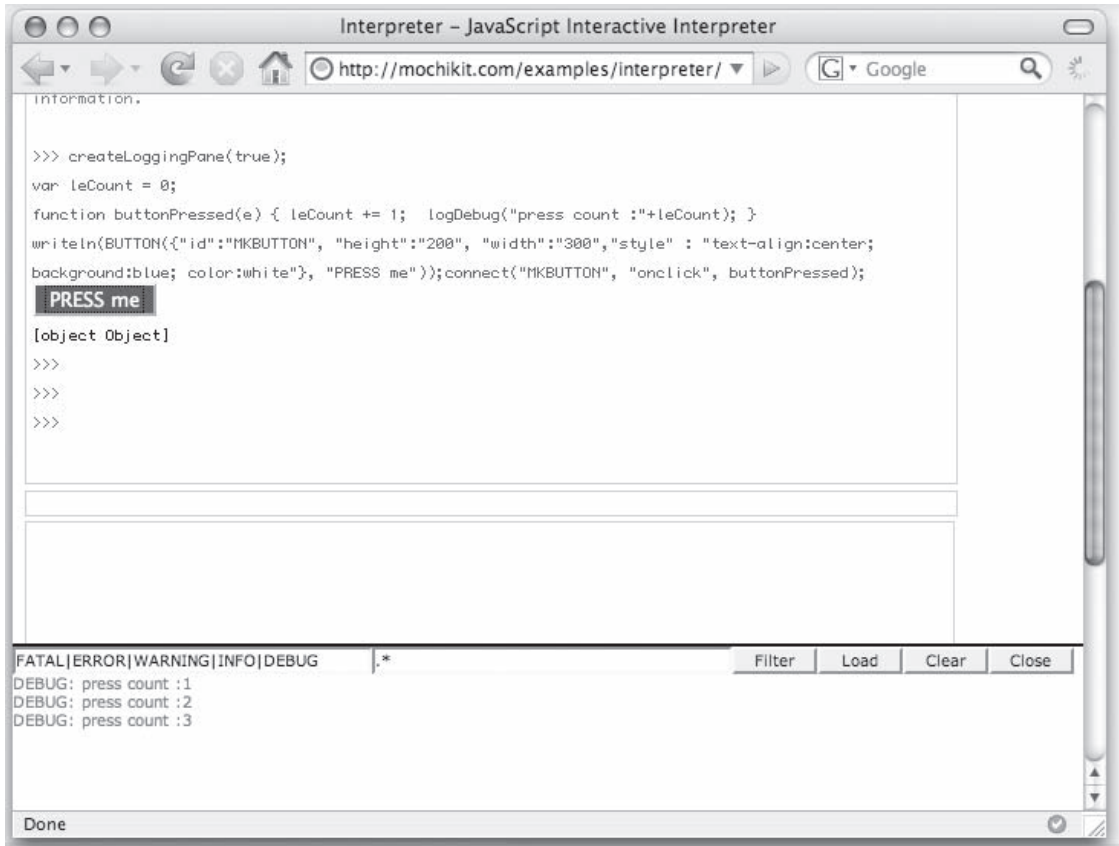 Interpreter – JavaScript Interactive Interpreter
http://mochikit.com/examples/interpreter/
G Google
information.
>>> createLoggingPane(true);
var leCount = 0;
function buttonPressed(e) { leCount += 1; logDebug("press count :"+leCount); }
writeln(BUTTON({"id":"MKBUTTON", "height":"200", "width":"300","style" : "text-align:center;
background:blue; color:white"}, "PRESS me"));connect("MKBUTTON", "onclick", buttonPressed);
PRESS me
[object Object]
>>>
>>>
>>>
FATAL|ERROR|WARNING|INFO|DEBUG .* Filter Load Clear Close
DEBUG: press count :1
DEBUG: press count :2
DEBUG: press count :3
Done